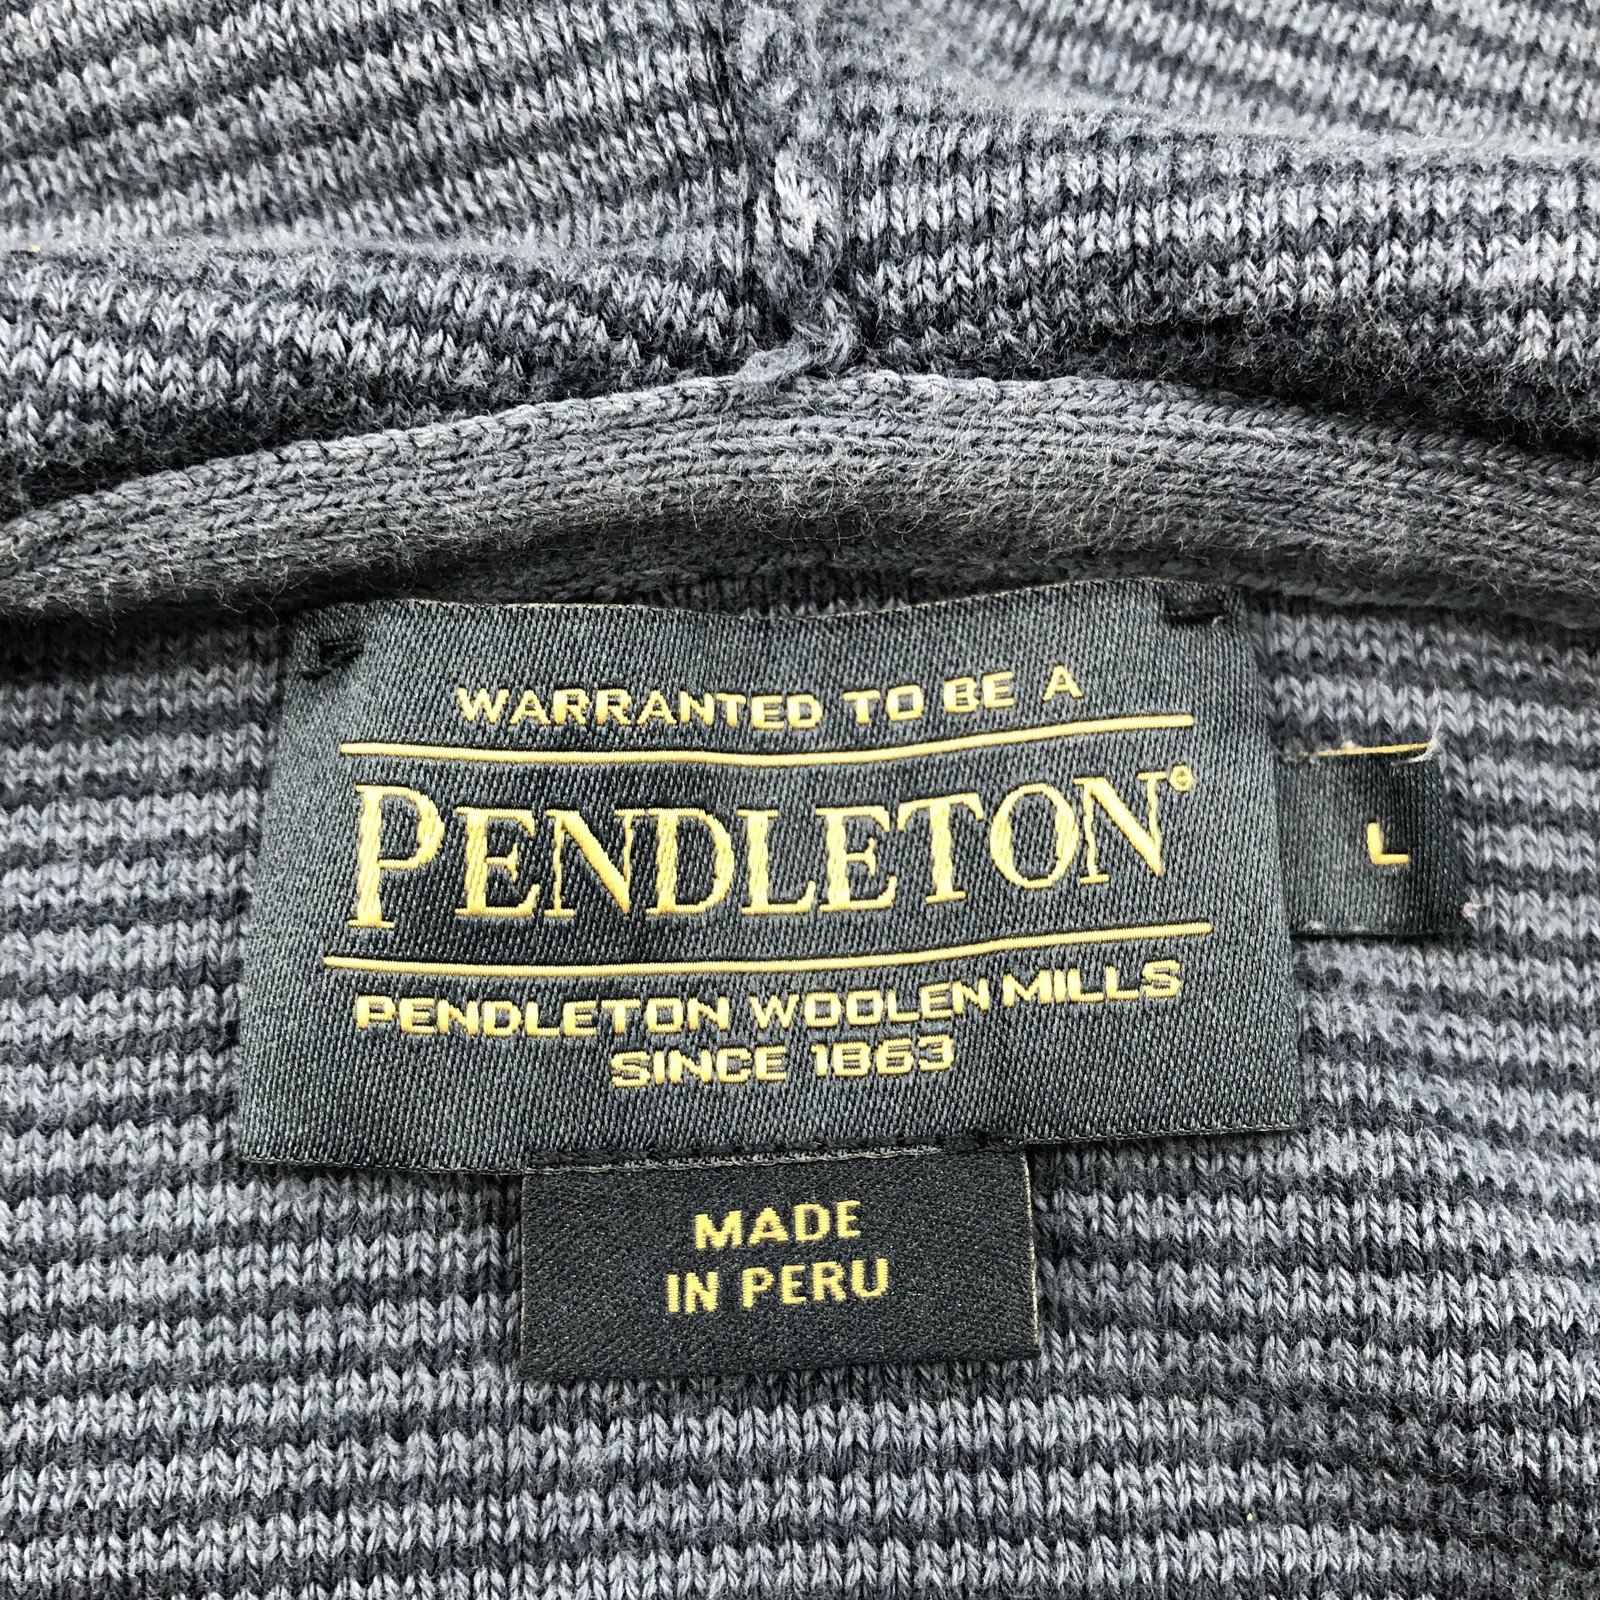 WARRANTED TO BE A
PENDLETON®
L
PENDLETON WOOLEN MILLS
SINCE 1863
MADE
IN PERU